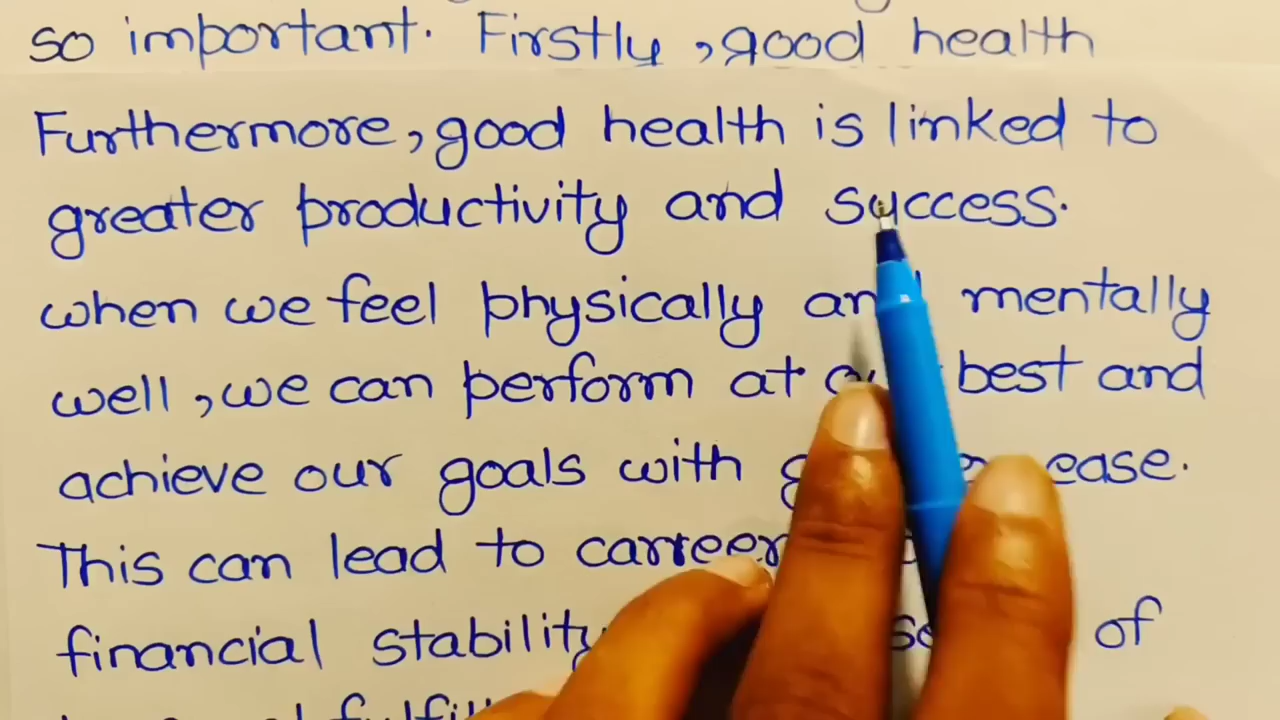 so important. Firstly , good health
Furthermore, good health is linked to
greater productivity and success.
when we feel physically and mentally
well , we can perform at best and
achieve our goals with ease.
This can lead to carreer
financial stability of